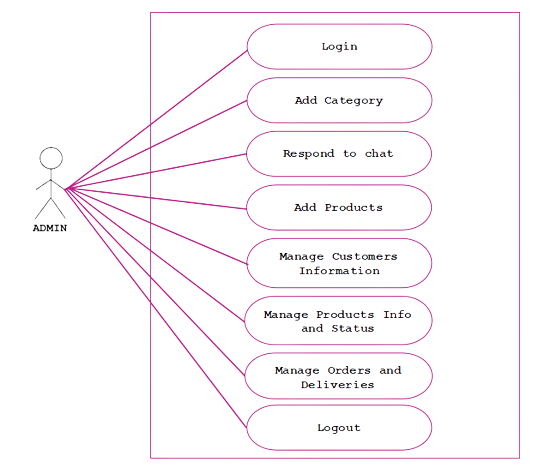 Login
Add Category
Respond to chat
ADMIN
Add Products
Manage Customers
Information
Manage Products Info
and Status
Manage Orders and
Deliveries
Logout